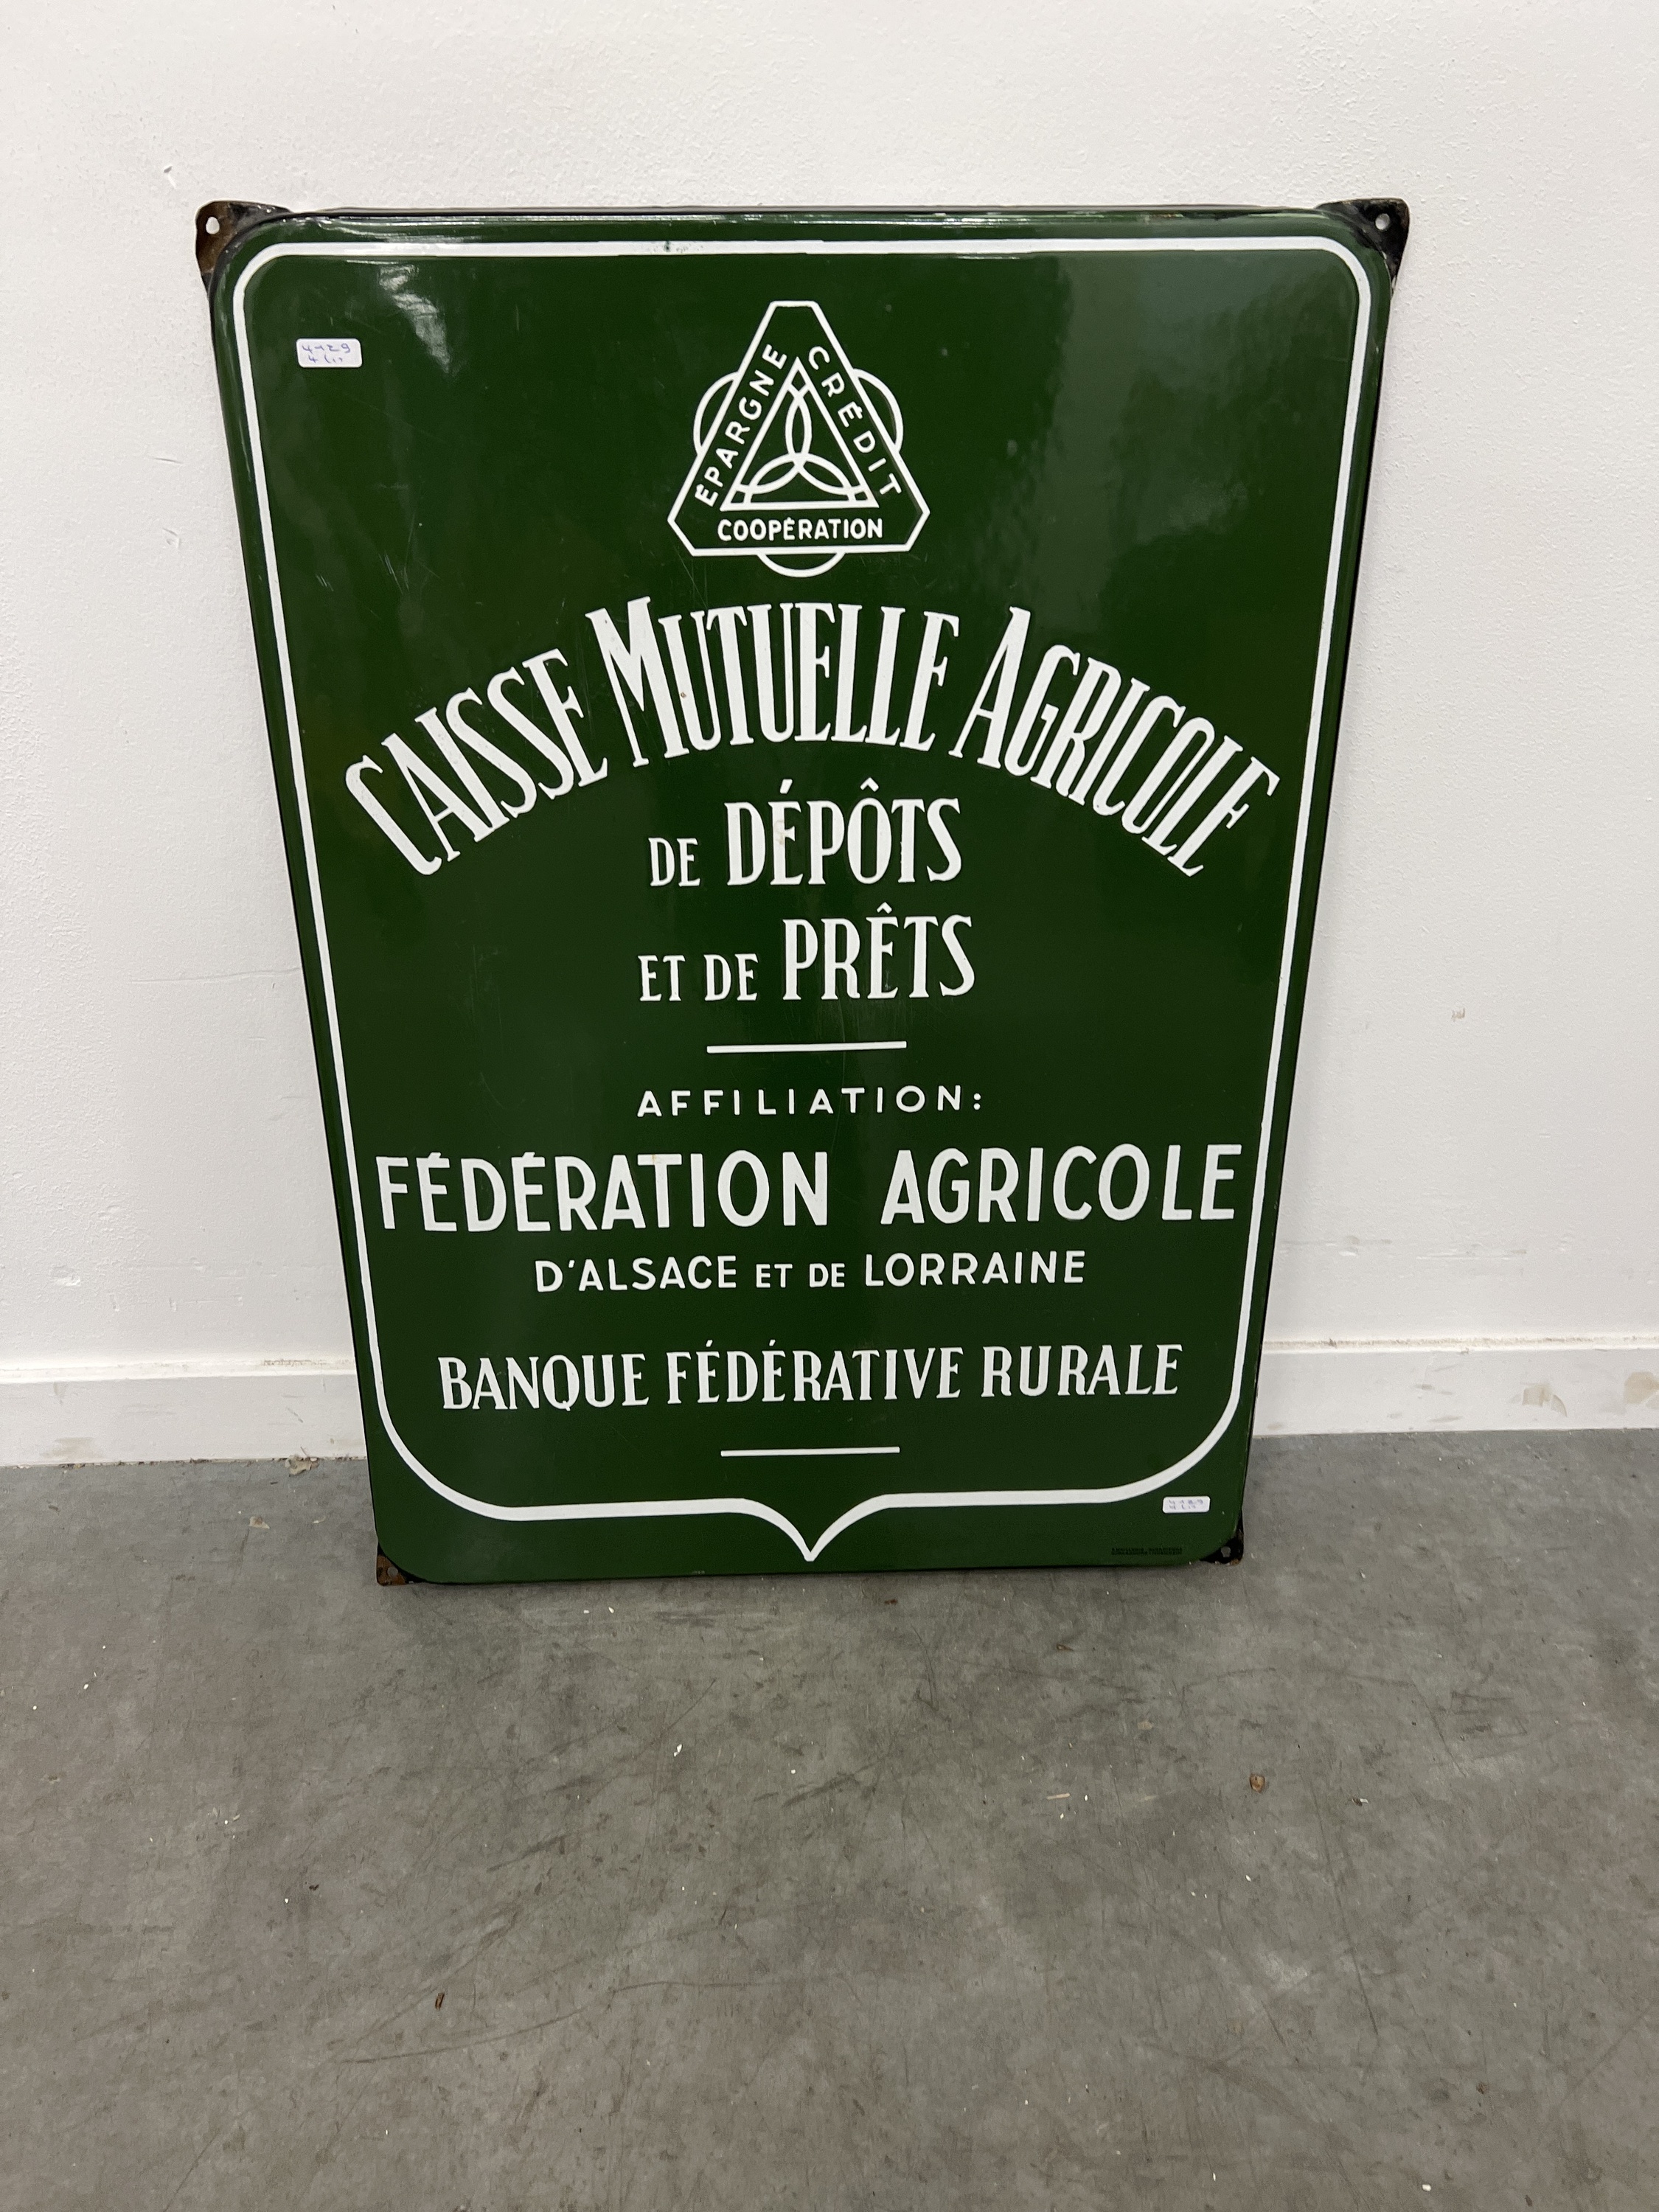 ÉPARGNE
CRÉDIT
COOPÉRATION
CAISSE MUTUELLE AGRICOLE
DE DÉPÔTS
ET DE PRÊTS
AFFILIATION:
FÉDÉRATION AGRICOLE
D'ALSACE ET DE LORRAINE
BANQUE FÉDÉRATIVE RURALE